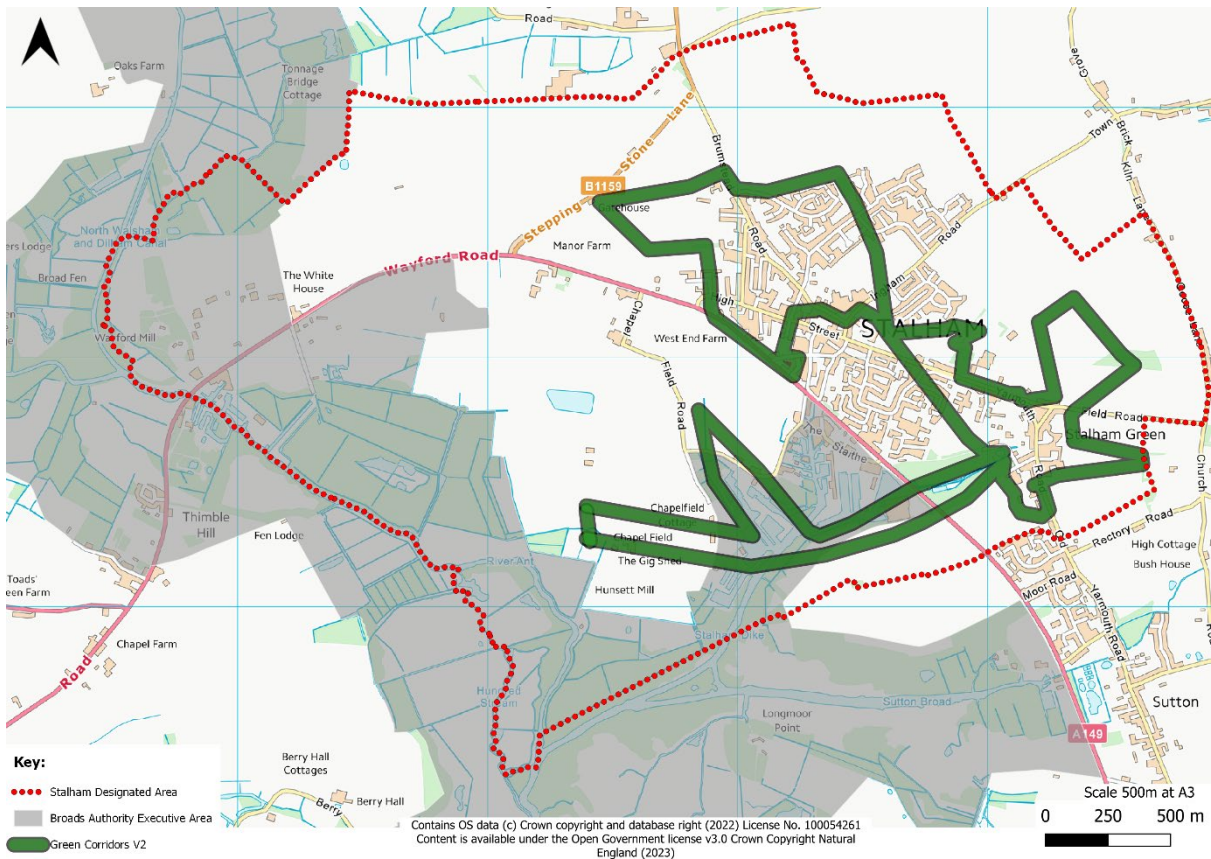 Road
Oaks Farm
Tonnage
Bridge
Cottage
Grove
Town
Brick
Kiln
Lane
Stepping Stone Lane
Brumstead
Road
B1159
Gatehouse
Manor Farm
North Walsham
and Dilham Canal
Broad Fen
The White
House
Wayford Road
Wayford Mill
High
Street
Ingham
Road
STALHAM
Chapel
Field
Road
West End Farm
The Staithe
Field Road
Stalham Green
Church
Road
Thimble
Hill
Fen Lodge
Chapelfield
Cottage
Chapel Field
The Gig Shed
Rectory Road
High Cottage
Bush House
River Ant
Hunsett Mill
Moor Road
Old
Yarmouth Road
Chapel Farm
Road
Stalham Dike
Hundred
Stream
Sutton Broad
Longmoor
Point
Sutton
A149
Berry Hall
Cottages
Berry
Berry Hall
Key:
Stalham Designated Area
Broads Authority Executive Area
Green Corridors V2
Scale 500m at A3
0 250 500 m
Contains OS data (c) Crown copyright and database right (2022) License No. 100054261
Content is available under the Open Government license v3.0 Crown Copyright Natural
England (2023)